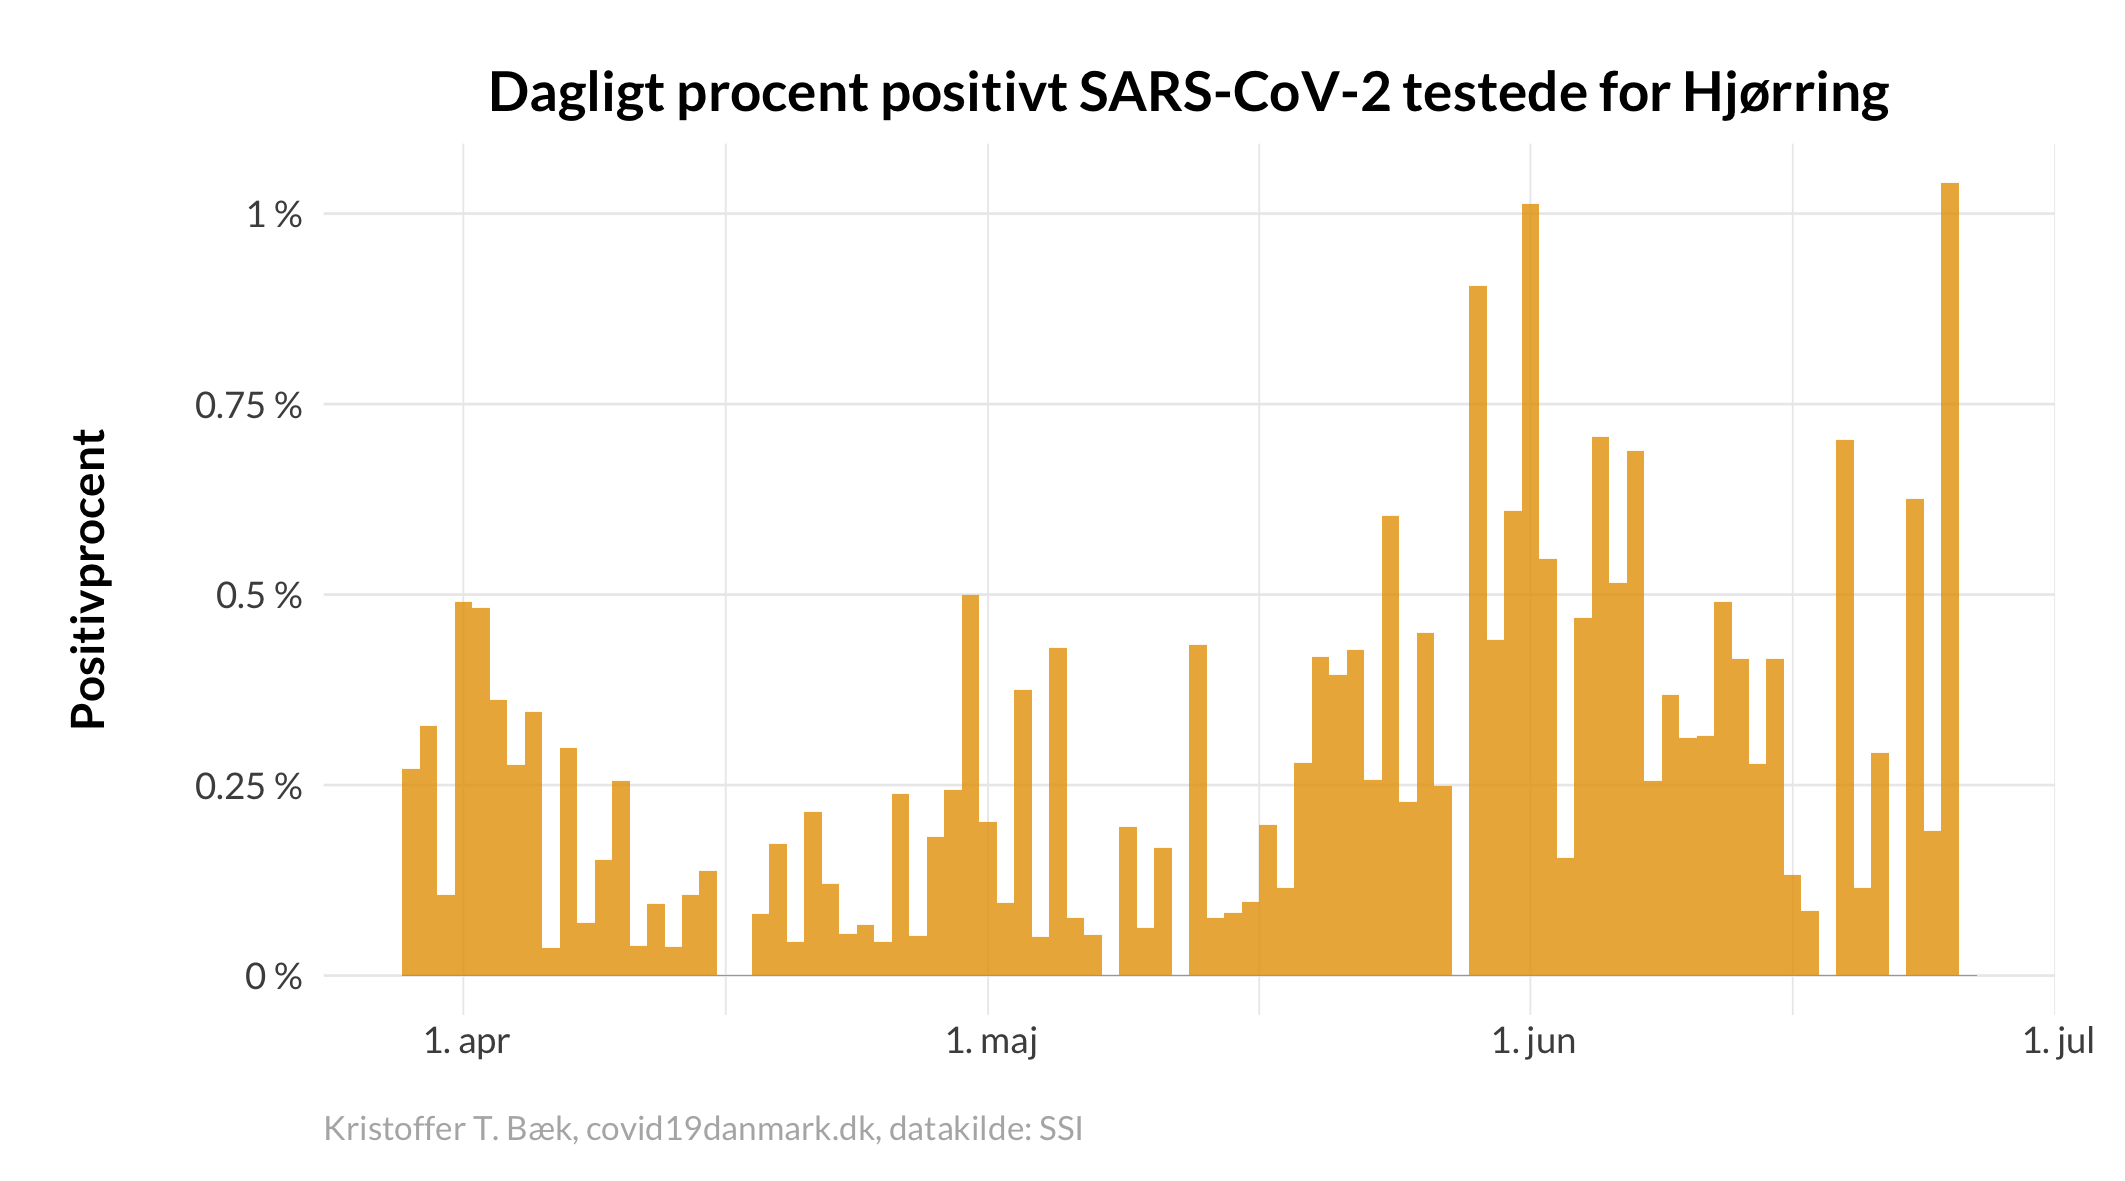 Dagligt procent positivt SARS-CoV-2 testede for Hjørring
Positivprocent
1 %
0.75 %
0.5 %
0.25 %
0 %
1. apr
1. maj
1. jun
1. jul
Kristoffer T. Bæk, covid19danmark.dk, datakilde: SSI